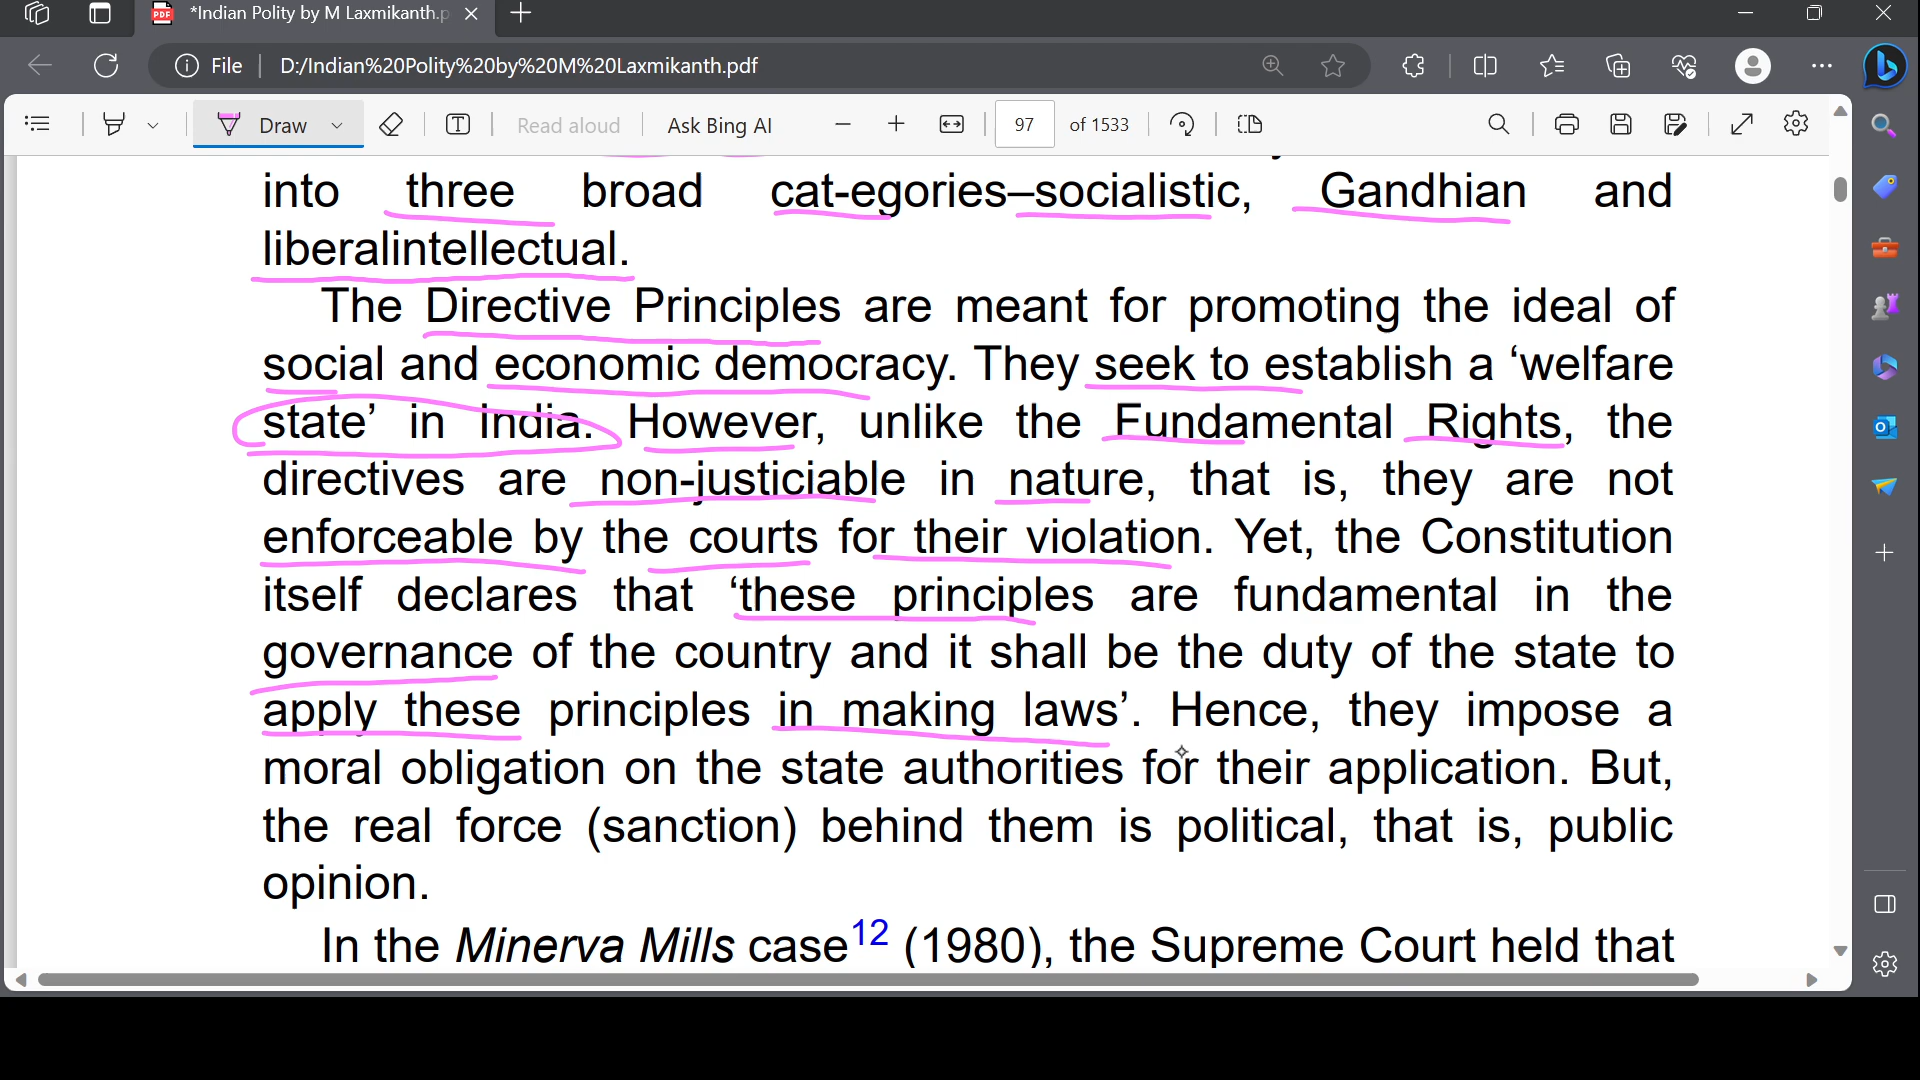 *Indian Polity by M Laxmikanth.p
File D:/Indian%20Polity%20by%20M%20Laxmikanth.pdf
Draw Read aloud Ask Bing AI 97 of 1533
into three broad cat-egories–socialistic, Gandhian and
liberalintellectual.
The Directive Principles are meant for promoting the ideal of
social and economic democracy. They seek to establish a ‘welfare
state’ in India. However, unlike the Fundamental Rights, the
directives are non-justiciable in nature, that is, they are not
enforceable by the courts for their violation. Yet, the Constitution
itself declares that ‘these principles are fundamental in the
governance of the country and it shall be the duty of the state to
apply these principles in making laws’. Hence, they impose a
moral obligation on the state authorities for their application. But,
the real force (sanction) behind them is political, that is, public
opinion.
In the Minerva Mills case12 (1980), the Supreme Court held that